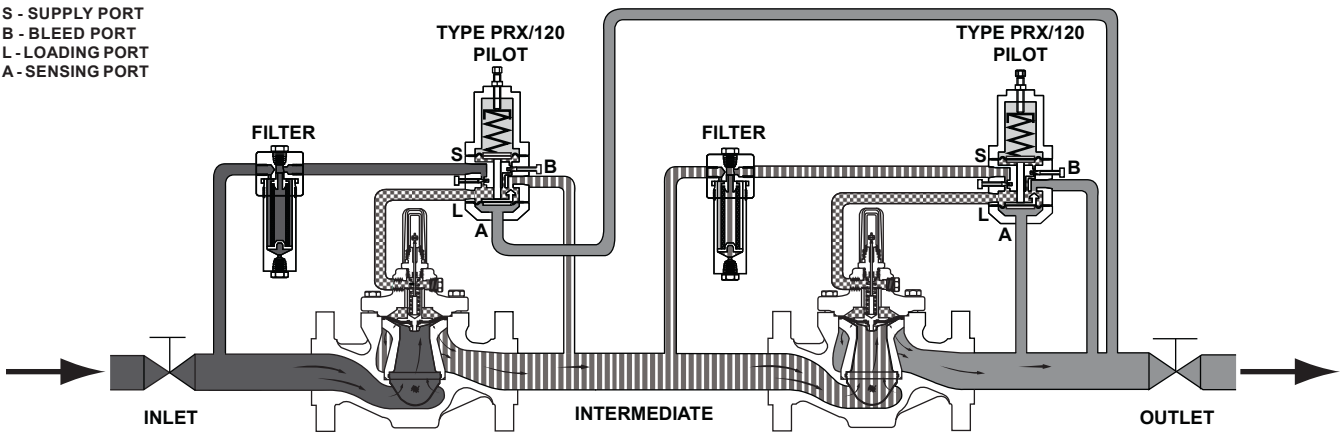 S - SUPPLY PORT
B - BLEED PORT
L - LOADING PORT
A - SENSING PORT
TYPE PRX/120
PILOT
TYPE PRX/120
PILOT
FILTER
FILTER
S
B
L
A
S
B
L
A
INLET
INTERMEDIATE
OUTLET